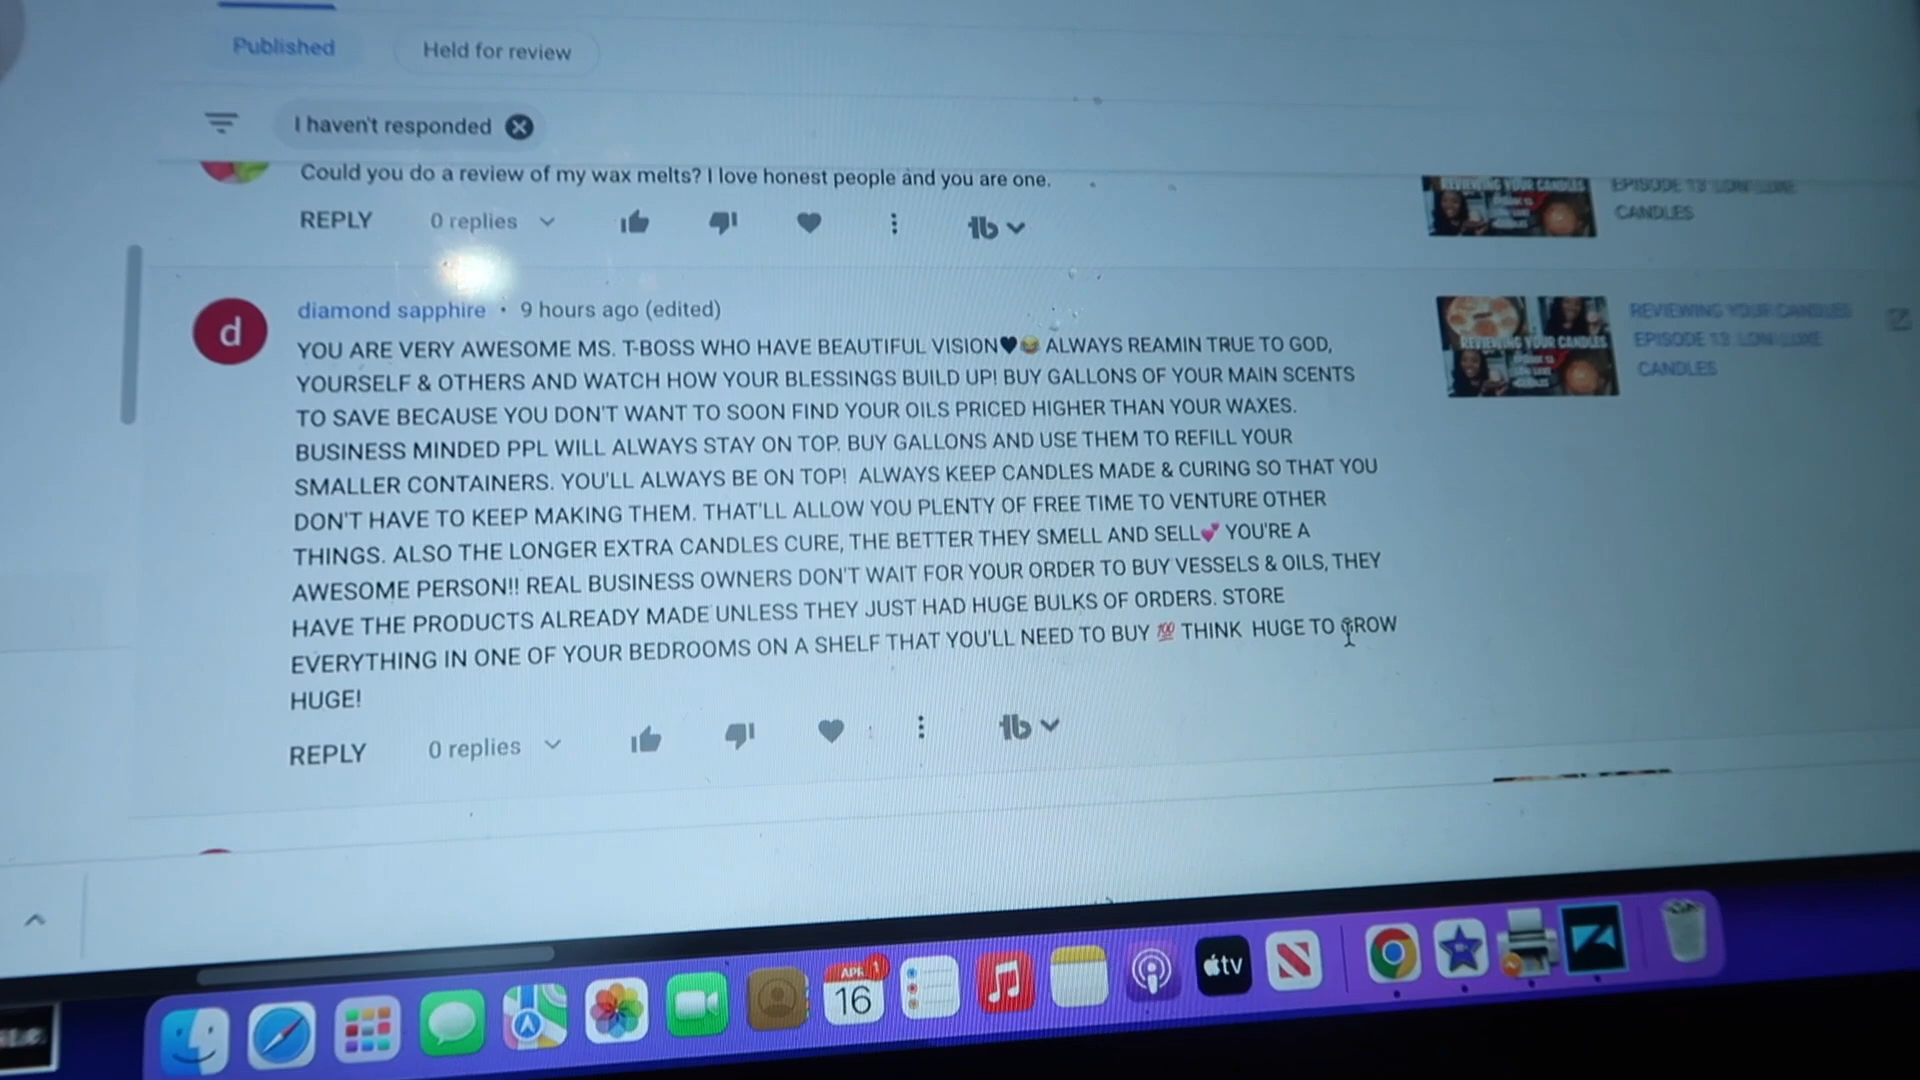 Published
Held for review
I haven't responded
Could you do a review of my wax melts? I love honest people and you are one.
REPLY
0 replies
EPISODE 13 LOW LUXE
CANDLES
REVIEWING YOUR CANDLES
diamond sapphire • 9 hours ago (edited)
YOU ARE VERY AWESOME MS. T-BOSS WHO HAVE BEAUTIFUL VISION🖤😂 ALWAYS REAMIN TRUE TO GOD,
YOURSELF & OTHERS AND WATCH HOW YOUR BLESSINGS BUILD UP! BUY GALLONS OF YOUR MAIN SCENTS
TO SAVE BECAUSE YOU DON'T WANT TO SOON FIND YOUR OILS PRICED HIGHER THAN YOUR WAXES.
BUSINESS MINDED PPL WILL ALWAYS STAY ON TOP. BUY GALLONS AND USE THEM TO REFILL YOUR
SMALLER CONTAINERS. YOU'LL ALWAYS BE ON TOP! ALWAYS KEEP CANDLES MADE & CURING SO THAT YOU
DON'T HAVE TO KEEP MAKING THEM. THAT'LL ALLOW YOU PLENTY OF FREE TIME TO VENTURE OTHER
THINGS. ALSO THE LONGER EXTRA CANDLES CURE, THE BETTER THEY SMELL AND SELL💕 YOU'RE A
AWESOME PERSON!! REAL BUSINESS OWNERS DON'T WAIT FOR YOUR ORDER TO BUY VESSELS & OILS, THEY
HAVE THE PRODUCTS ALREADY MADE UNLESS THEY JUST HAD HUGE BULKS OF ORDERS. STORE
EVERYTHING IN ONE OF YOUR BEDROOMS ON A SHELF THAT YOU'LL NEED TO BUY 💯 THINK HUGE TO GROW
HUGE!
d
REPLY
0 replies
REVIEWING YOUR CANDLES
EPISODE 13 LOW LUXE
CANDLES
REVIEWING YOUR CANDLES
APR 1
16
tv